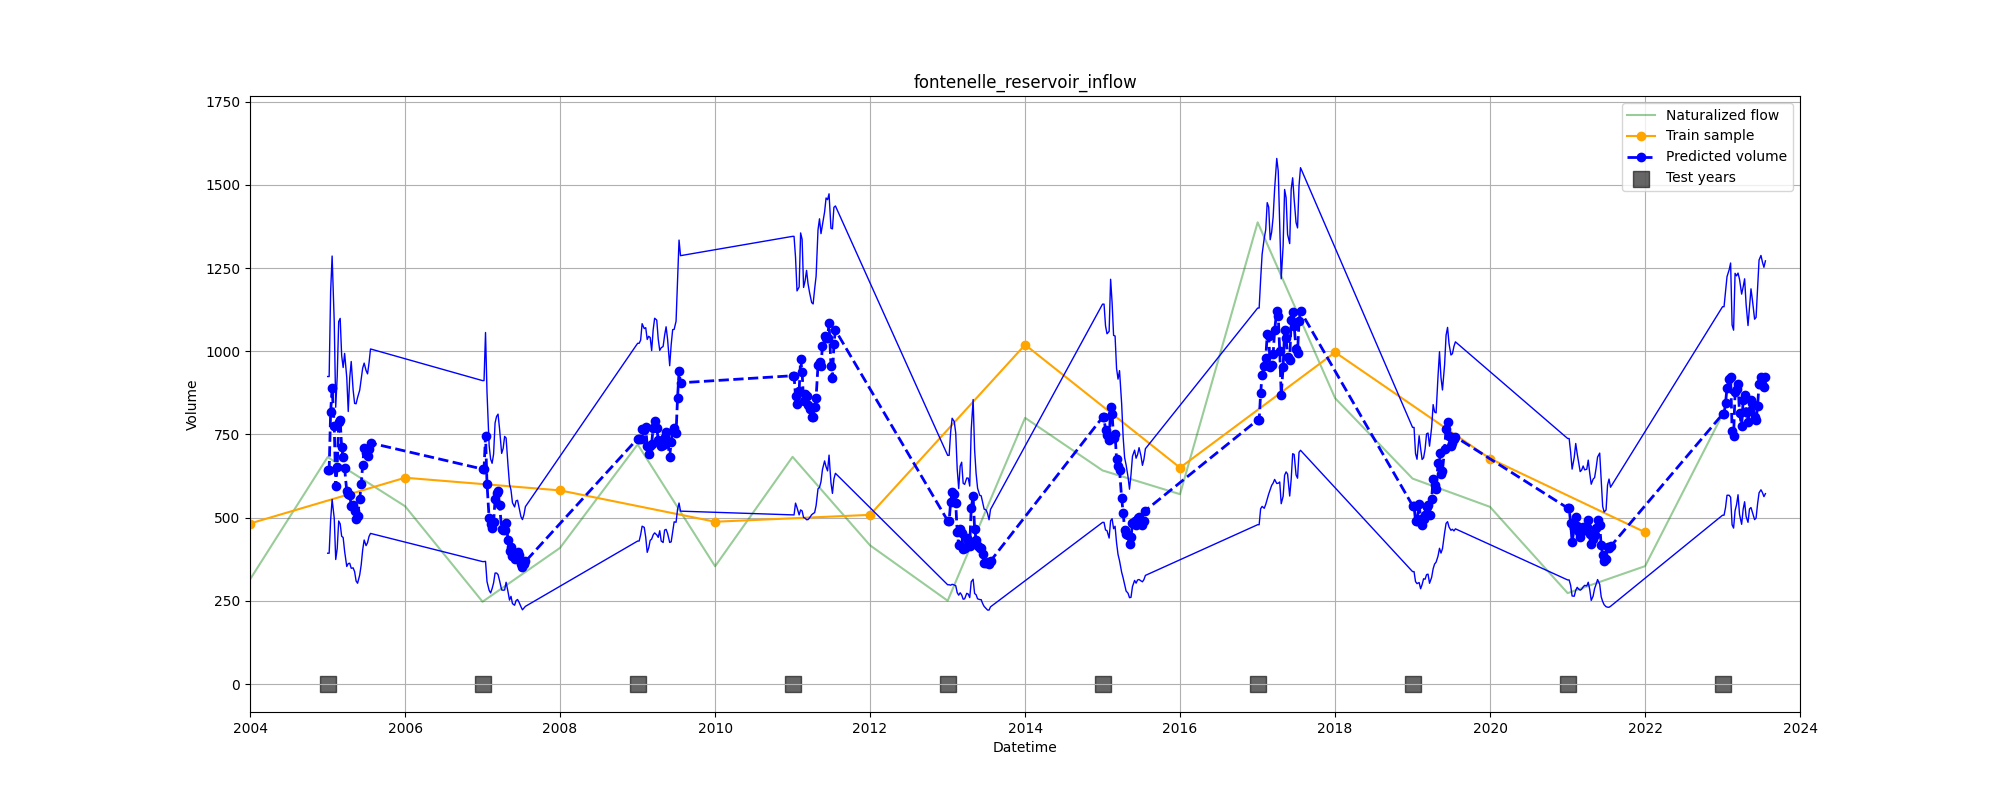 fontenelle_reservoir_inflow
1750
1500
1250
1000
750
500
250
0
Volume
Naturalized flow
Train sample
Predicted volume
Test years
2004 2006 2008 2010 2012 2014 2016 2018 2020 2022 2024
Datetime